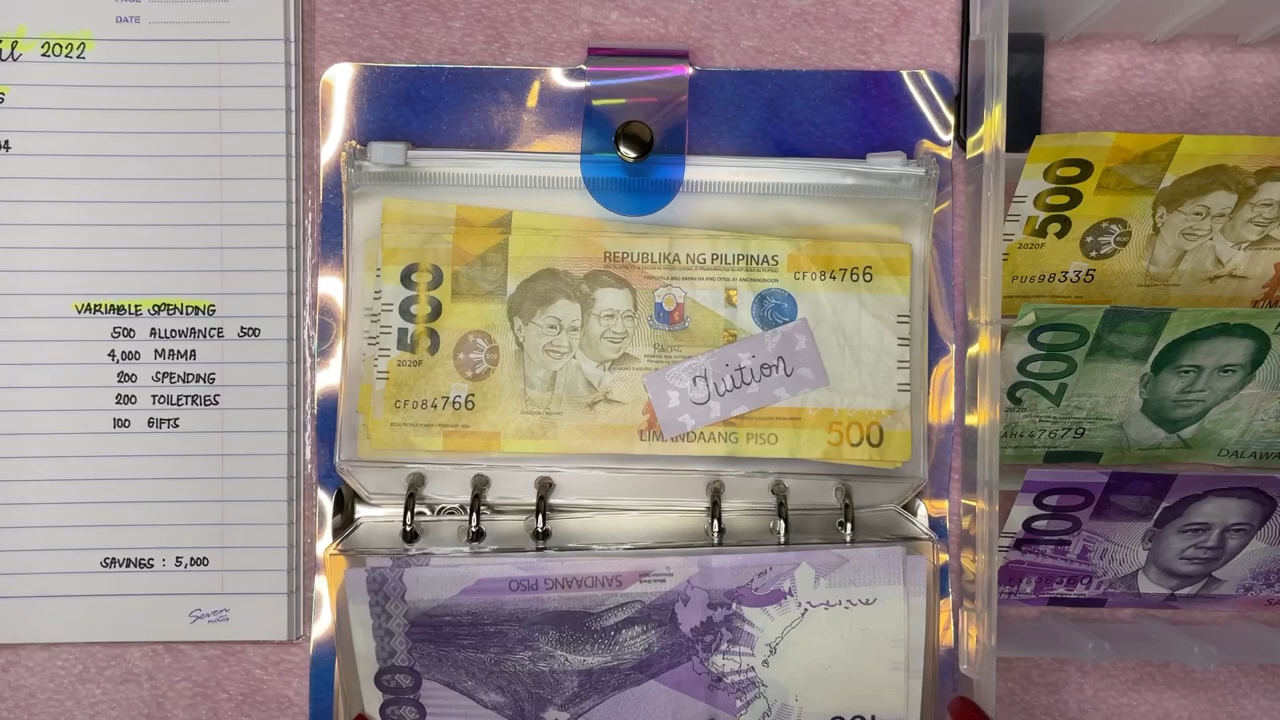 DATE
2022
VARIABLE SPENDING
500 ALLOWANCE 500
4,000 MAMA
200 SPENDING
200 TOILETRIES
100 GIFTS
SAVINGS : 5,000
Seven
notes
REPUBLIKA NG PILIPINAS
CF084766
500
2020F
Tuition
CF084766
LIMANDAANG PISO 500
SANDAANG PISO
500
2020F
PU698335
200
2020
AH447679
100